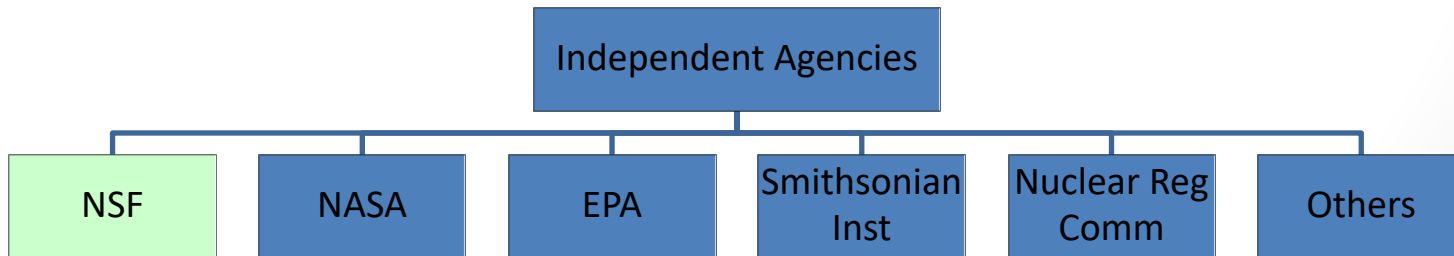 Independent Agencies
NSF
NASA
EPA
Smithsonian
Inst
Nuclear Reg
Comm
Others